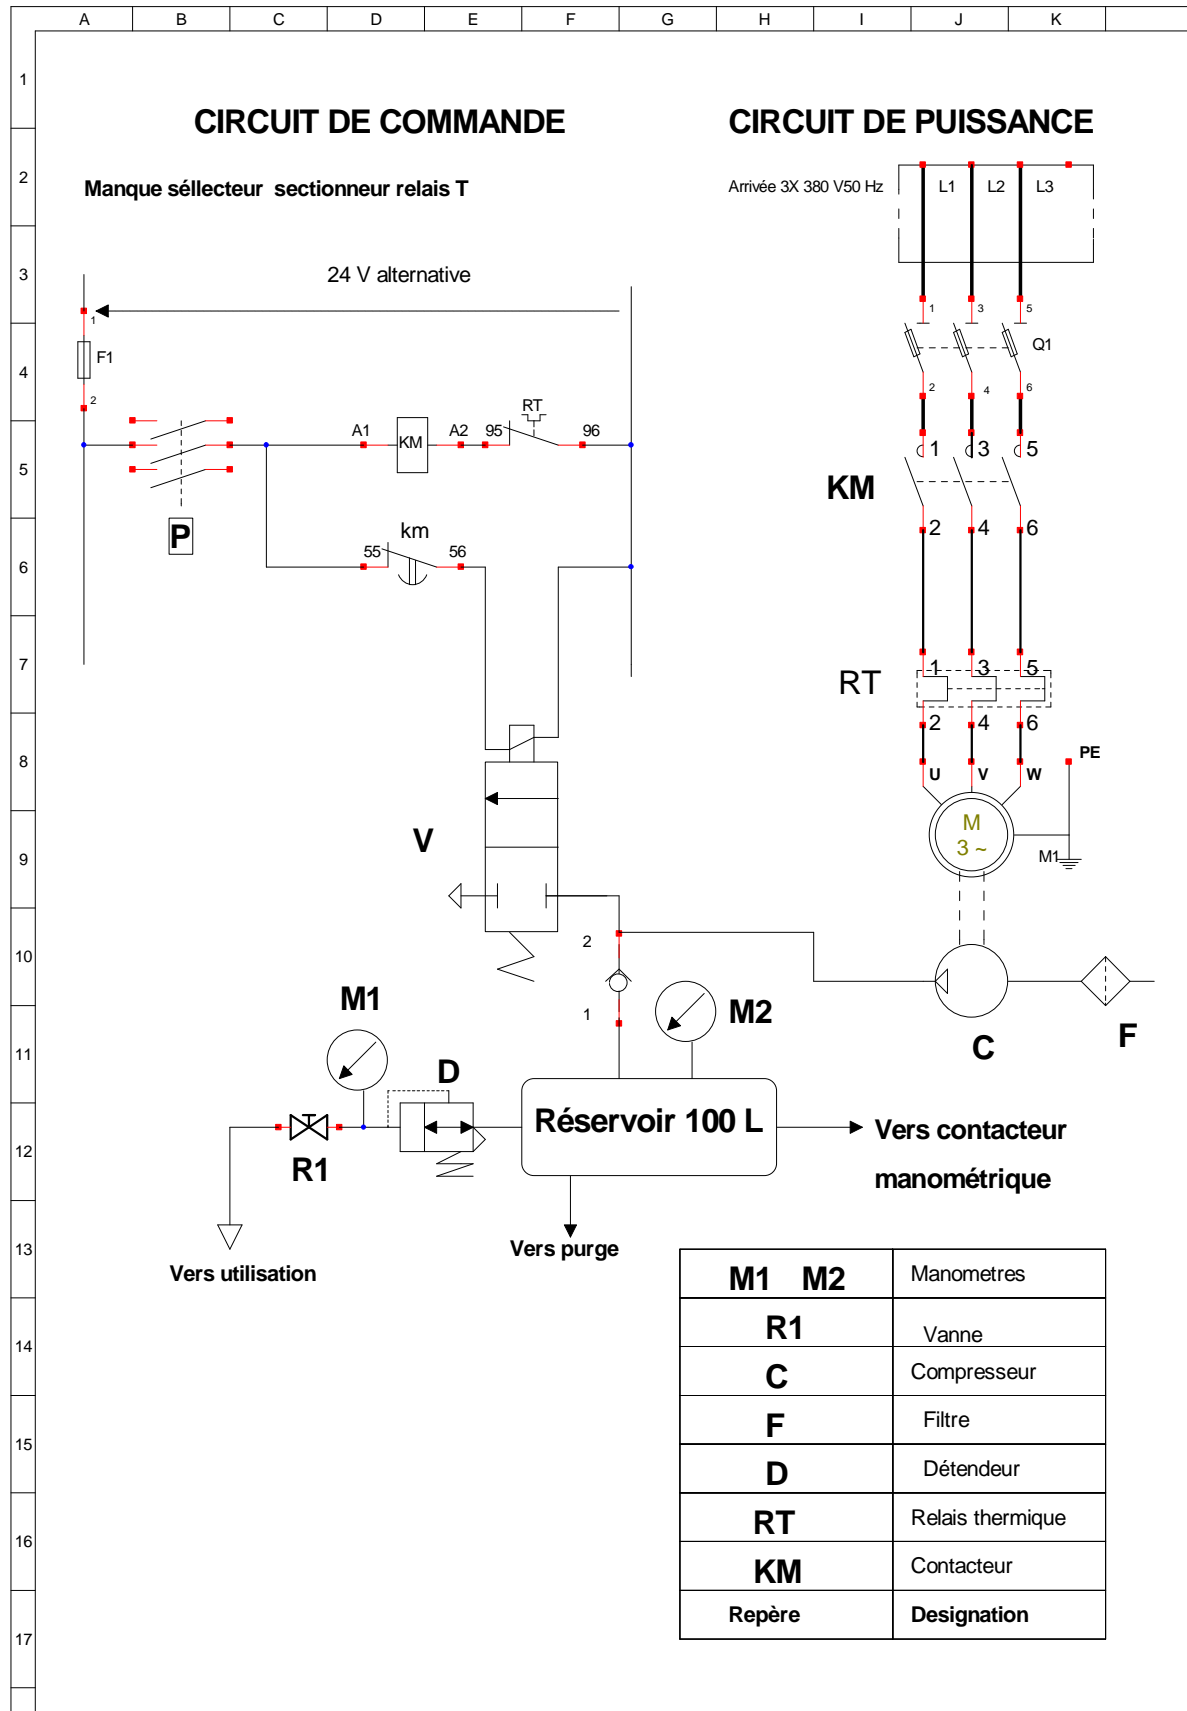 A B C D E F G H I J K
1
CIRCUIT DE COMMANDE CIRCUIT DE PUISSANCE
2
Manque séllecteur sectionneur relais T
Arrivée 3X 380 V50 Hz L1 L2 L3
3
24 V alternative
1
1 3 5
4
F1
Q1
2
2 4 6
RT
A1 KM A2 95 96
1 3 5
5
KM
P
2 4 6
km
55 56
6
7
RT
1 3 5
2 4 6
8
PE
U V W
V
M
3 ~
M1
9
2
10
1
M1
M2
C
F
11
D
Réservoir 100 L
12
Vers contacteur
manométrique
R1
13
Vers purge
Vers utilisation
M1 M2 Manometres
14
R1 Vanne
C Compresseur
15
F Filtre
D Détendeur
16
RT Relais thermique
KM Contacteur
17
Repère Designation